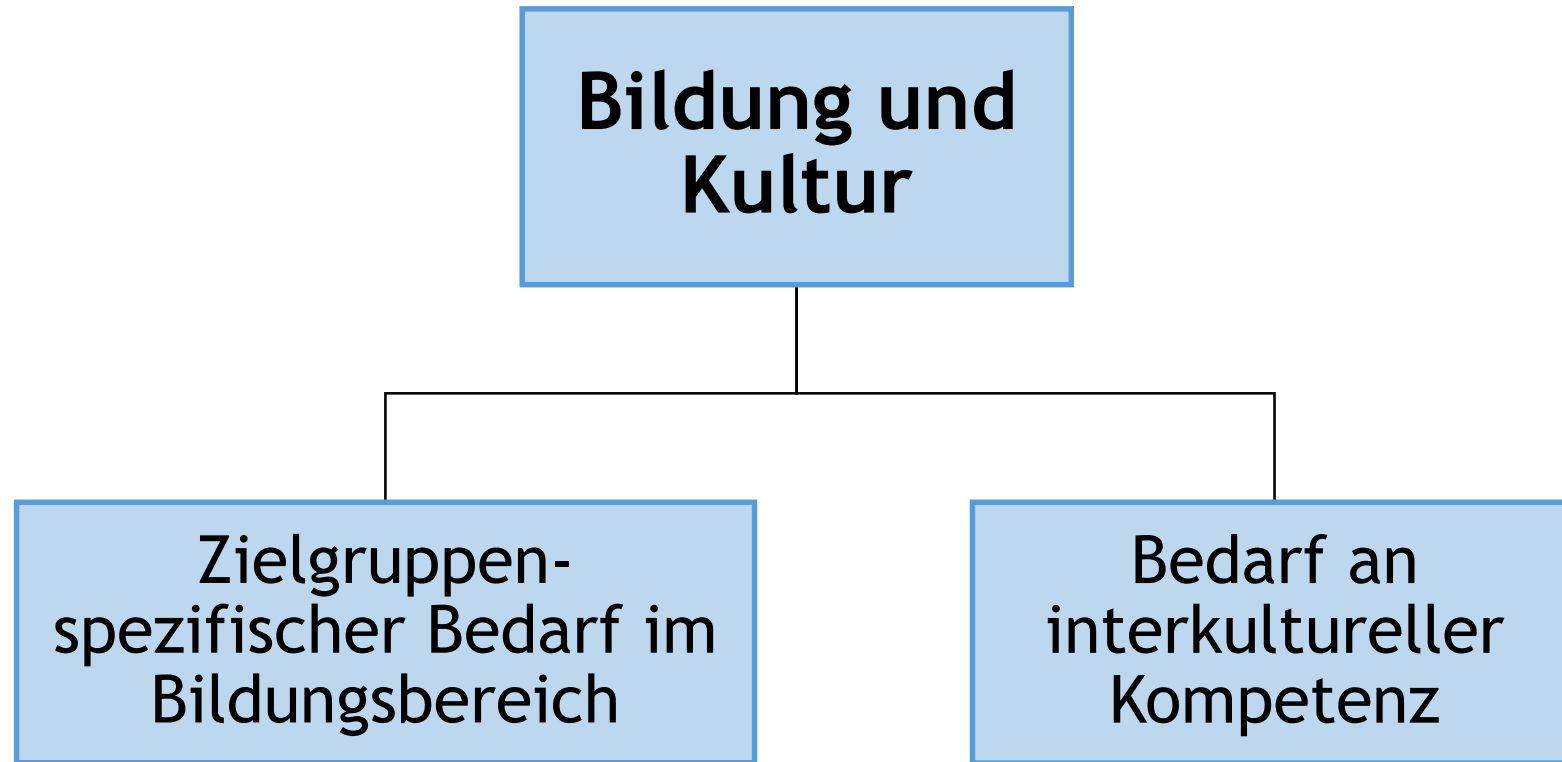 Bildung und
Kultur
Zielgruppen-
spezifischer Bedarf im
Bildungsbereich
Bedarf an
interkultureller
Kompetenz